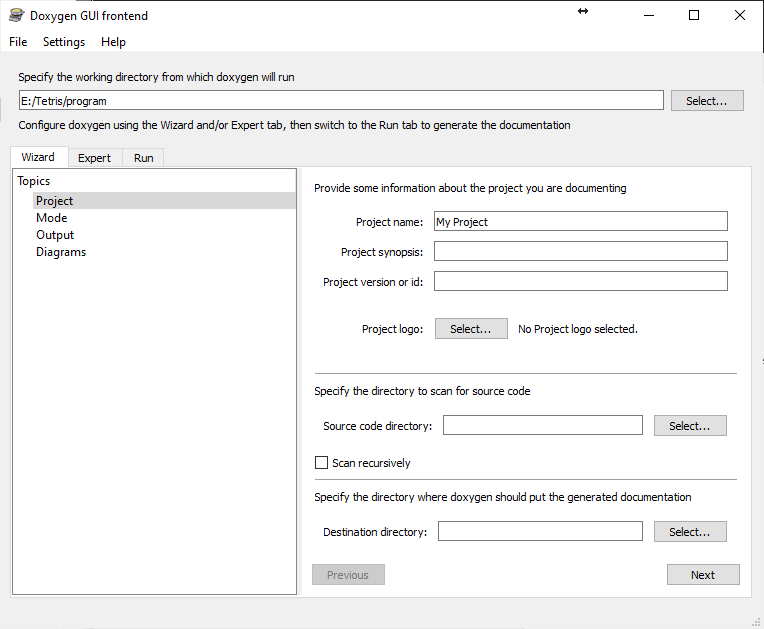 Doxygen GUI frontend
File Settings Help
Specify the working directory from which doxygen will run
E:/Tetris/program Select...
Configure doxygen using the Wizard and/or Expert tab, then switch to the Run tab to generate the documentation
Wizard Expert Run
Topics
Project
Mode
Output
Diagrams
Provide some information about the project you are documenting
Project name: My Project
Project synopsis:
Project version or id:
Project logo: Select... No Project logo selected.
Specify the directory to scan for source code
Source code directory: Select...
Scan recursively
Specify the directory where doxygen should put the generated documentation
Destination directory: Select...
Previous Next